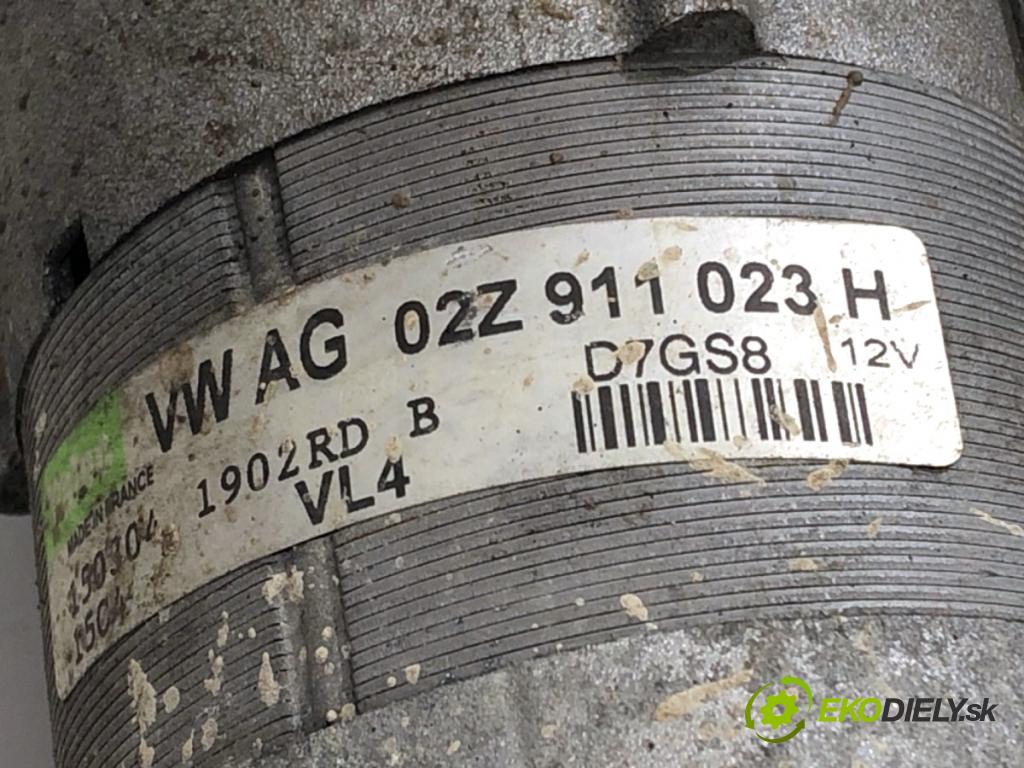 VW AG 02Z 911 023 H
D7GS8 12V
1902RD B
VL4
MADE IN FRANCE
EKODIELY.sk